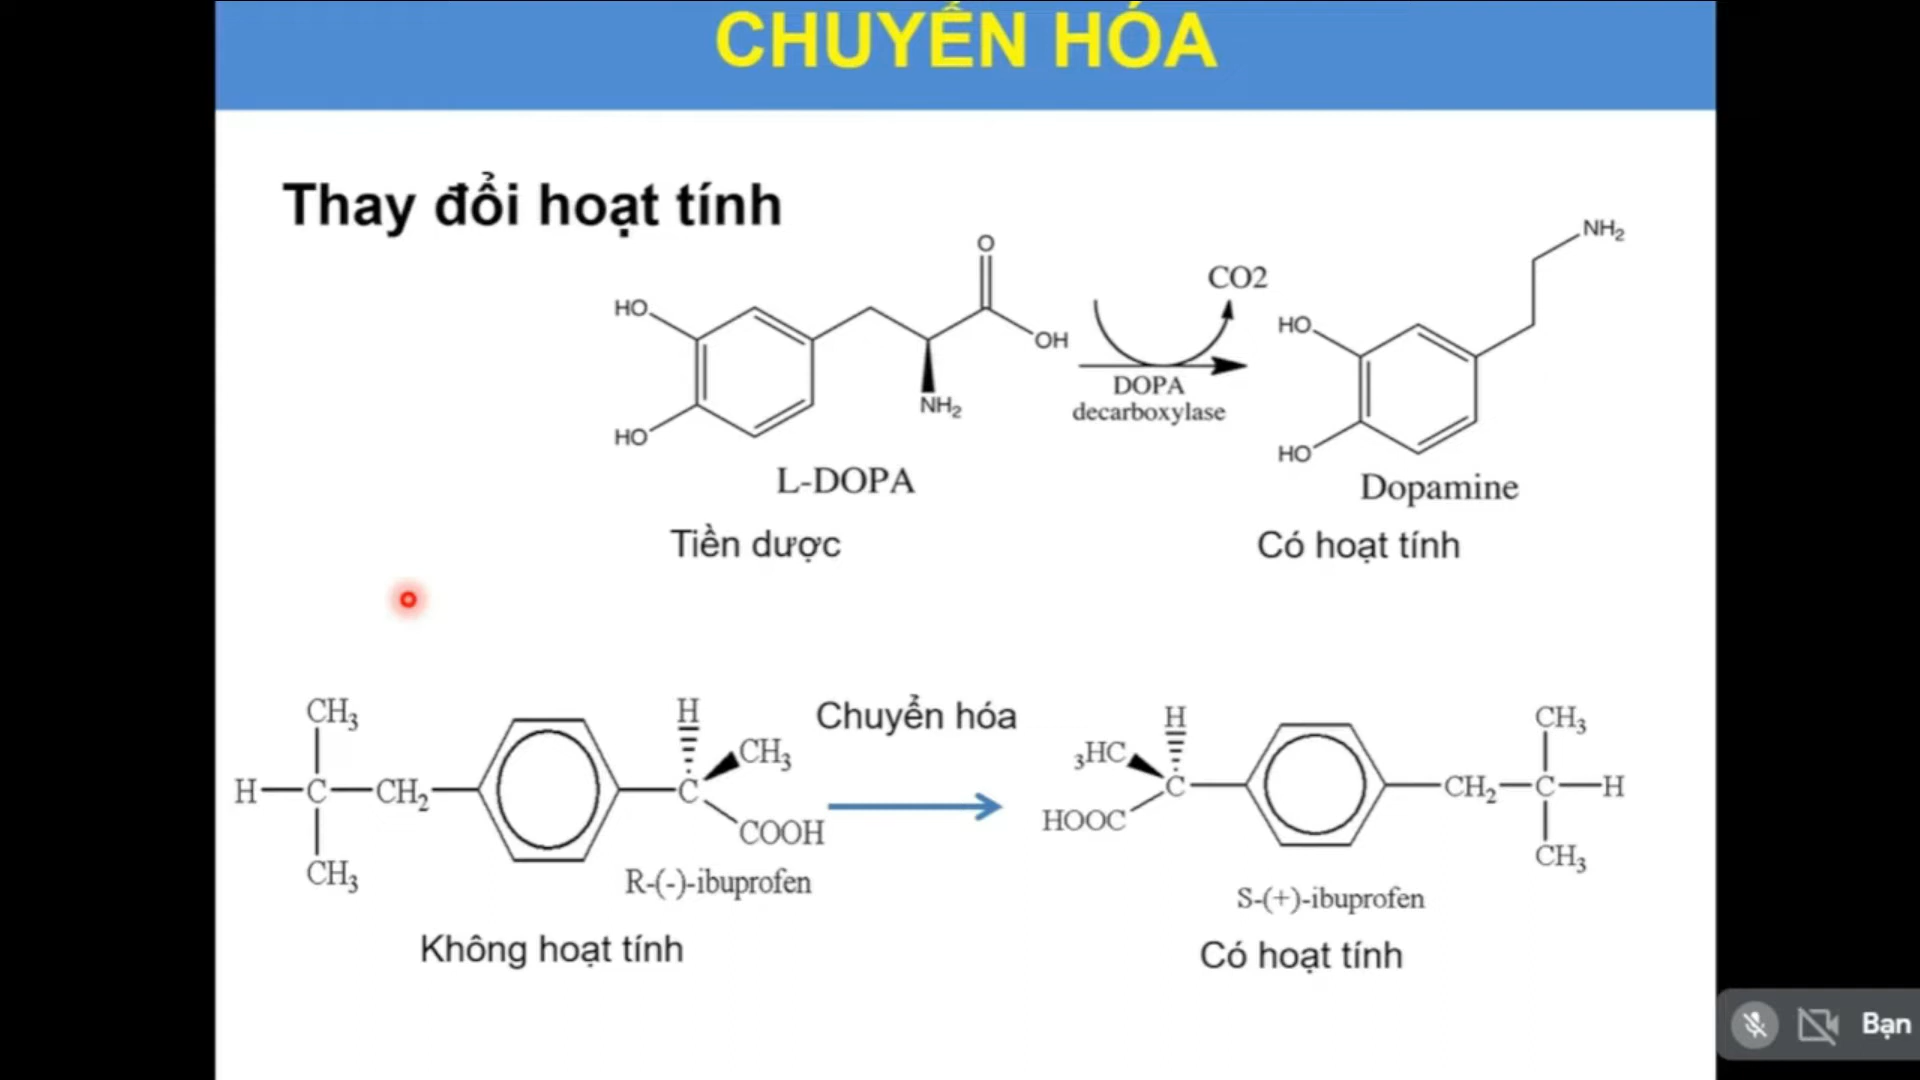 CHUYỂN HÓA
Thay đổi hoạt tính
HO
HO
O
OH
NH2
L-DOPA
Tiền dược
CO2
DOPA
decarboxylase
NH2
HO
HO
Dopamine
Có hoạt tính
CH3
H C CH2
CH3
H
C CH3
COOH
R-(-)-ibuprofen
Không hoạt tính
Chuyển hóa
H
3HC C
HOOC
CH3
CH2 C H
CH3
S-(+)-ibuprofen
Có hoạt tính
Bạn